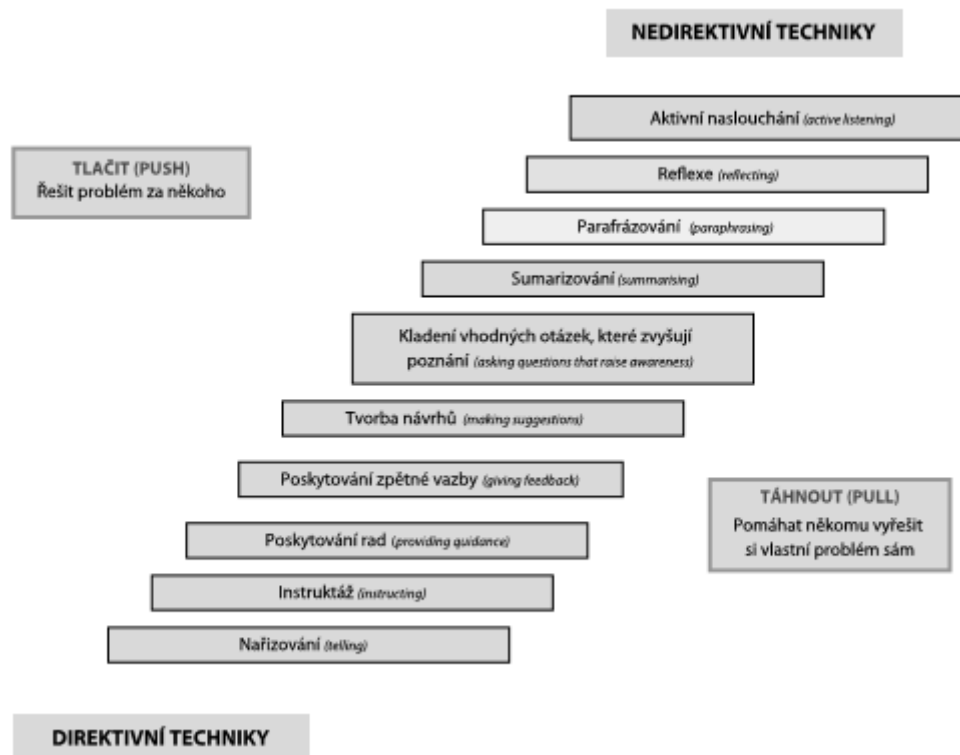 NEDIREKTIVNÍ TECHNIKY
Aktivní naslouchání (active listening)
TLAČIT (PUSH)
Řešit problém za někoho
Reflexe (reflecting)
Parafrázování (paraphrasing)
Sumarizování (summarising)
Kladení vhodných otázek, které zvyšují
poznání (asking questions that raise awareness)
Tvorba návrhů (making suggestions)
Poskytování zpětné vazby (giving feedback)
TÁHNOUT (PULL)
Pomáhat někomu vyřešit
si vlastní problém sám
Poskytování rad (providing quidance)
Instruktáž (instructing)
Nařizování (telling)
DIREKTIVNÍ TECHNIKY